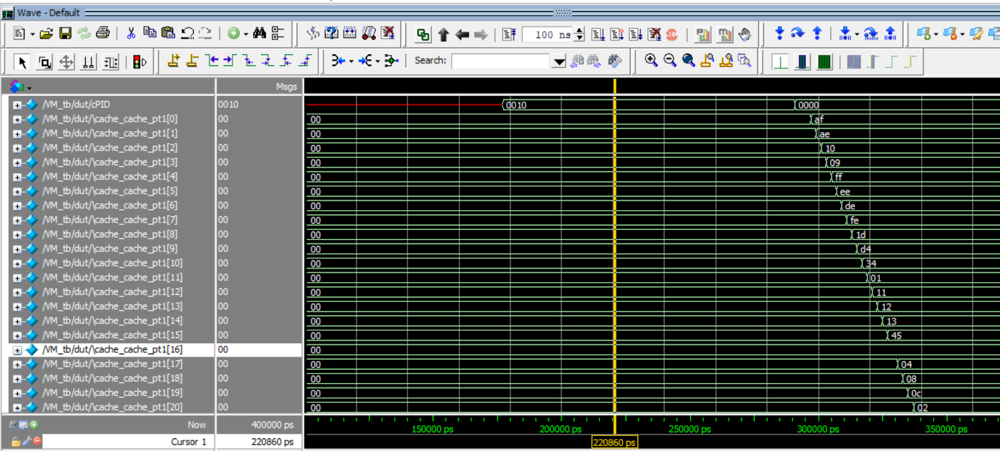 Wave - Default
100 ns
Search:
Msgs
/VM_tb/dut/cPID 0010 0010 0000
/VM_tb/dut/\cache_cache_pt1[0] 00 00 af
/VM_tb/dut/\cache_cache_pt1[1] 00 00 ae
/VM_tb/dut/\cache_cache_pt1[2] 00 00 10
/VM_tb/dut/\cache_cache_pt1[3] 00 00 09
/VM_tb/dut/\cache_cache_pt1[4] 00 00 ff
/VM_tb/dut/\cache_cache_pt1[5] 00 00 ee
/VM_tb/dut/\cache_cache_pt1[6] 00 00 de
/VM_tb/dut/\cache_cache_pt1[7] 00 00 fe
/VM_tb/dut/\cache_cache_pt1[8] 00 00 1d
/VM_tb/dut/\cache_cache_pt1[9] 00 00 d4
/VM_tb/dut/\cache_cache_pt1[10] 00 00 34
/VM_tb/dut/\cache_cache_pt1[11] 00 00 01
/VM_tb/dut/\cache_cache_pt1[12] 00 00 11
/VM_tb/dut/\cache_cache_pt1[13] 00 00 12
/VM_tb/dut/\cache_cache_pt1[14] 00 00 13
/VM_tb/dut/\cache_cache_pt1[15] 00 00 45
/VM_tb/dut/\cache_cache_pt1[16] 00 00
/VM_tb/dut/\cache_cache_pt1[17] 00 00 04
/VM_tb/dut/\cache_cache_pt1[18] 00 00 08
/VM_tb/dut/\cache_cache_pt1[19] 00 00 0c
/VM_tb/dut/\cache_cache_pt1[20] 00 00 02
Now 400000 ps 150000 ps 200000 ps 250000 ps 300000 ps 350000 ps
Cursor 1 220860 ps 220860 ps